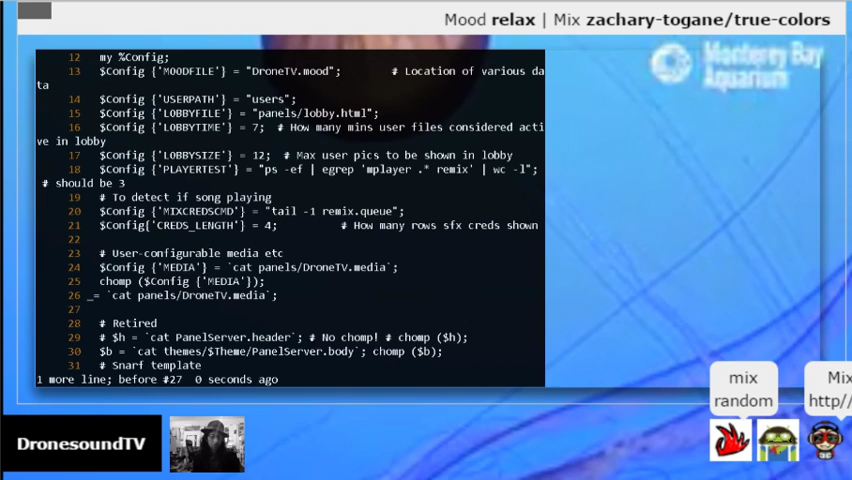 Mood relax | Mix zachary-togane/true-colors
Monterey Bay
Aquarium
12 my %Config;
13 $Config {'MOODFILE'} = "DroneTV.mood"; # Location of various da
ta
14 $Config {'USERPATH'} = "users";
15 $Config {'LOBBYFILE'} = "panels/lobby.html";
16 $Config {'LOBBYTIME'} = 7; # How many mins user files considered acti
ve in lobby
17 $Config {'LOBBYSIZE'} = 12; # Max user pics to be shown in lobby
18 $Config {'PLAYERTEST'} = "ps -ef | egrep 'mplayer .* remix' | wc -l";
# should be 3
19 # To detect if song playing
20 $Config {'MIXCREDSCMD'} = "tail -1 remix.queue";
21 $Config{'CREDS_LENGTH'} = 4; # How many rows sfx creds shown
22
23 # User-configurable media etc
24 $Config {'MEDIA'} = `cat panels/DroneTV.media`;
25 chomp ($Config {'MEDIA'});
26 _= `cat panels/DroneTV.media`;
27
28 # Retired
29 # $h = `cat PanelServer.header`; # No chomp! # chomp ($h);
30 $b = `cat themes/$Theme/PanelServer.body`; chomp ($b);
31 # Snarf template
1 more line; before #27 0 seconds ago
mix
random
Mix
http//
DronesoundTV